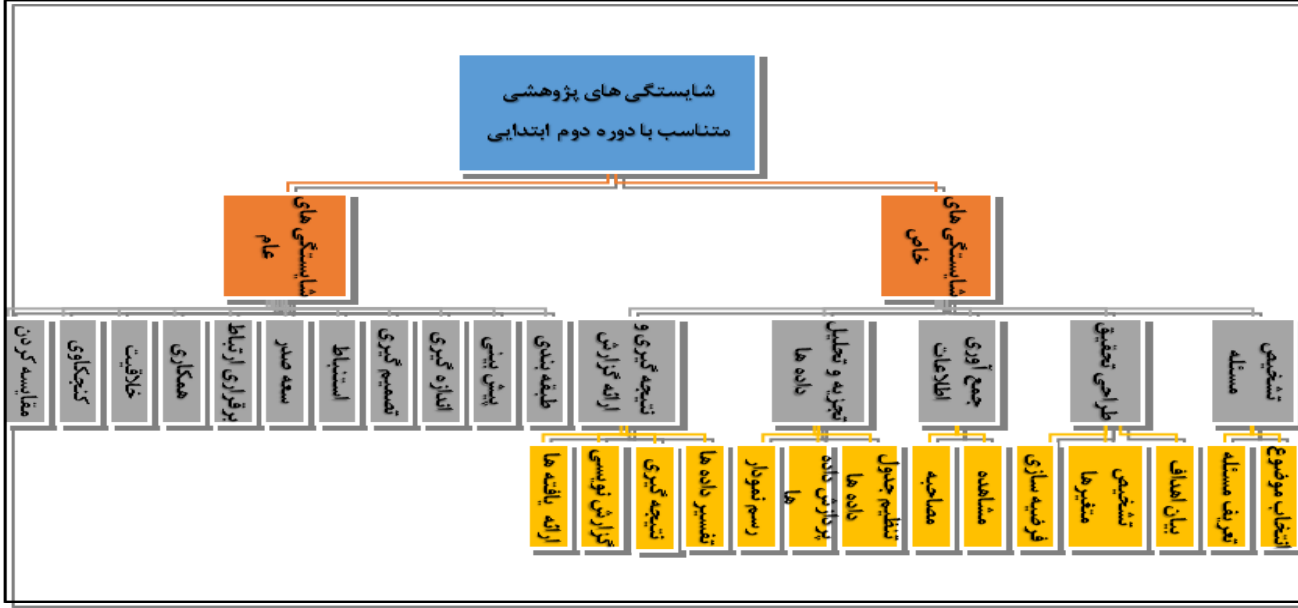 شایستگی های پژوهشی
متناسب با دوره دوم ابتدایی
شایستگی های
خاص
شایستگی های
عام
تشخیص
مسئله
طراحی تحقیق
جمع آوری
اطلاعات
تجزیه و تحلیل
داده ها
نتیجه گیری و
ارائه گزارش
طبقه بندی
پیش بینی
اندازه گیری
تصمیم گیری
استنباط
سعه صدر
برقراری ارتباط
همکاری
خلاقیت
کنجکاوی
مقایسه کردن
انتخاب موضوع
تعریف مسئله
بیان اهداف
تشخیص
متغیرها
فرضیه سازی
مشاهده
مصاحبه
تنظیم جدول
داده ها
پردازش داده
ها
رسم نمودار
تفسیر داده ها
نتیجه گیری
گزارش نویسی
ارائه یافته ها